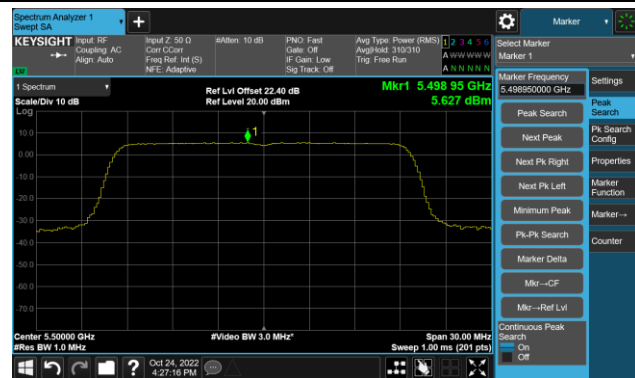 Spectrum Analyzer 1
Swept SA
+
Marker
KEYSIGHT
Input: RF
Coupling: AC
Align: Auto
Input Z: 50 Ω
Corr CCorr
Freq Ref: Int (S)
NFE: Adaptive
#Atten: 10 dB
PNO: Fast
Gate: Off
IF Gain: Low
Sig Track: Off
Avg Type: Power (RMS)
Avg|Hold: 310/310
Trig: Free Run
1 2 3 4 5 6
A W W W W W
A N N N N N
Select Marker
Marker 1
1 Spectrum
Scale/Div 10 dB
Log
Ref Lvl Offset 22.40 dB
Ref Level 20.00 dBm
Mkr1 5.498 95 GHz
5.627 dBm
Marker Frequency
5.498950000 GHz
Peak Search
Next Peak
Next Pk Right
Next Pk Left
Minimum Peak
Pk-Pk Search
Marker Delta
Mkr→CF
Mkr→Ref Lvl
Continuous Peak
Search
On
Off
Settings
Peak
Search
Pk Search
Config
Properties
Marker
Function
Marker→
Counter
1
10.0
0.00
-10.0
-20.0
-30.0
-40.0
-50.0
-60.0
-70.0
Center 5.50000 GHz
#Res BW 1.0 MHz
#Video BW 3.0 MHz*
Span 30.00 MHz
Sweep 1.00 ms (201 pts)
?
Oct 24, 2022
4:27:16 PM